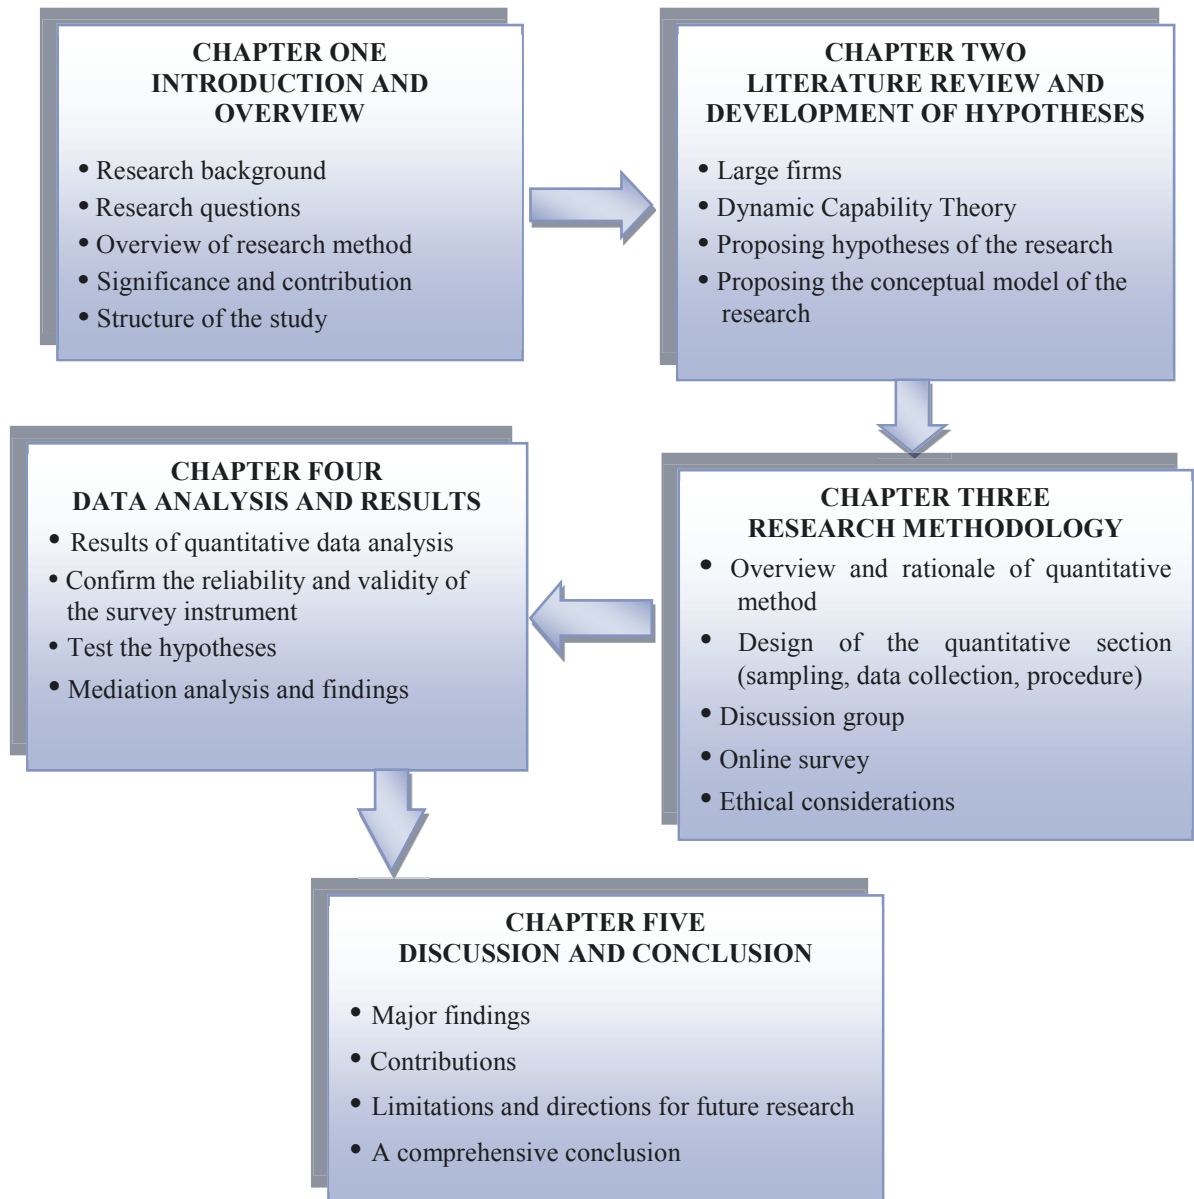 CHAPTER ONE
INTRODUCTION AND
OVERVIEW
• Research background
• Research questions
• Overview of research method
• Significance and contribution
• Structure of the study
CHAPTER TWO
LITERATURE REVIEW AND
DEVELOPMENT OF HYPOTHESES
• Large firms
• Dynamic Capability Theory
• Proposing hypotheses of the research
• Proposing the conceptual model of the
research
CHAPTER THREE
RESEARCH METHODOLOGY
• Overview and rationale of quantitative
method
• Design of the quantitative section
(sampling, data collection, procedure)
• Discussion group
• Online survey
• Ethical considerations
CHAPTER FOUR
DATA ANALYSIS AND RESULTS
• Results of quantitative data analysis
• Confirm the reliability and validity of
the survey instrument
• Test the hypotheses
• Mediation analysis and findings
CHAPTER FIVE
DISCUSSION AND CONCLUSION
• Major findings
• Contributions
• Limitations and directions for future research
• A comprehensive conclusion